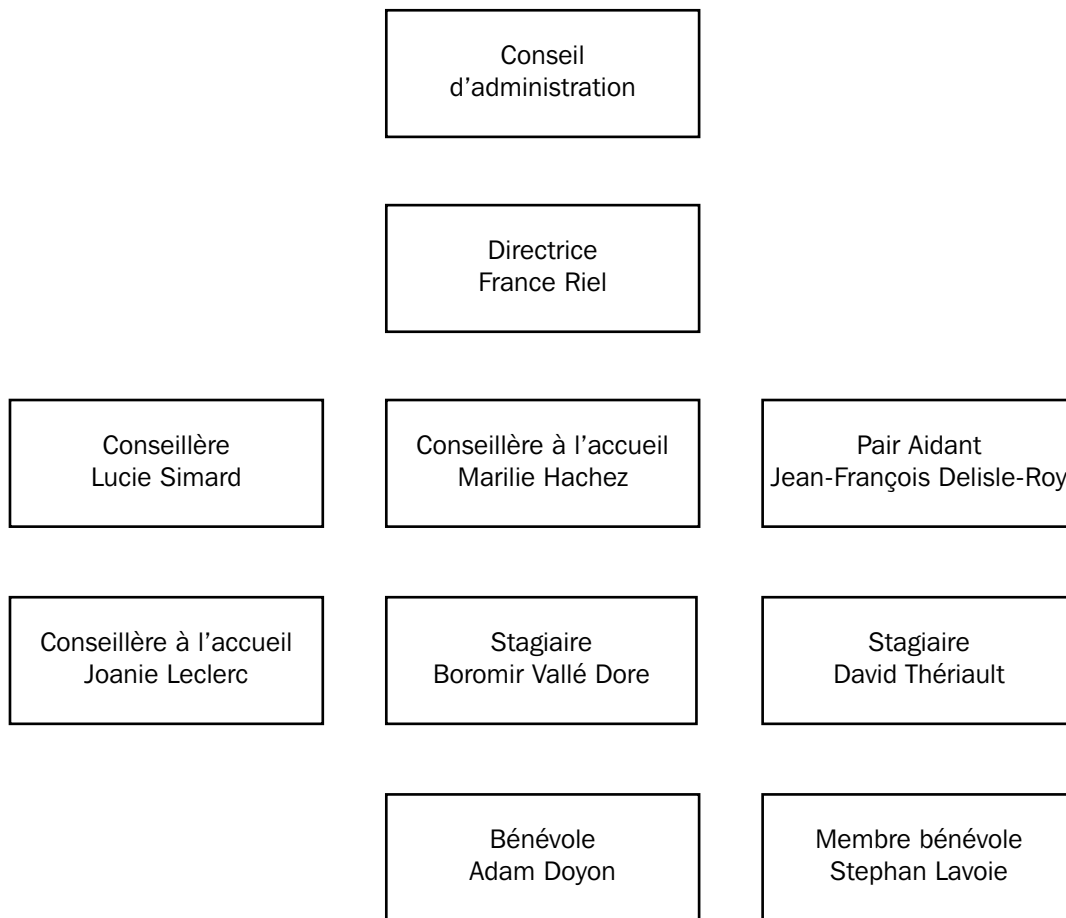 Conseil
d’administration
Directrice
France Riel
Conseillère
Lucie Simard
Conseillère à l’accueil
Marilie Hachez
Pair Aidant
Jean-François Delisle-Roy
Conseillère à l’accueil
Joanie Leclerc
Stagiaire
Boromir Vallé Dore
Stagiaire
David Thériault
Bénévole
Adam Doyon
Membre bénévole
Stephan Lavoie